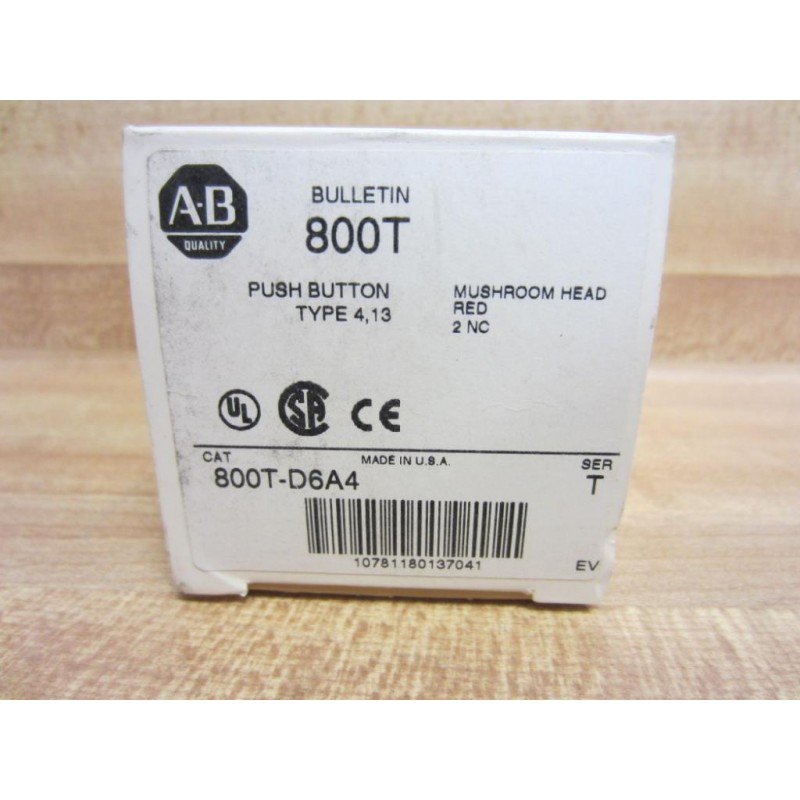 A-B
QUALITY
BULLETIN
800T
PUSH BUTTON
TYPE 4,13
MUSHROOM HEAD
RED
2 NC
UL
SA
CE
CAT
MADE IN U.S.A.
SER
800T-D6A4
T
10781180137041
EV